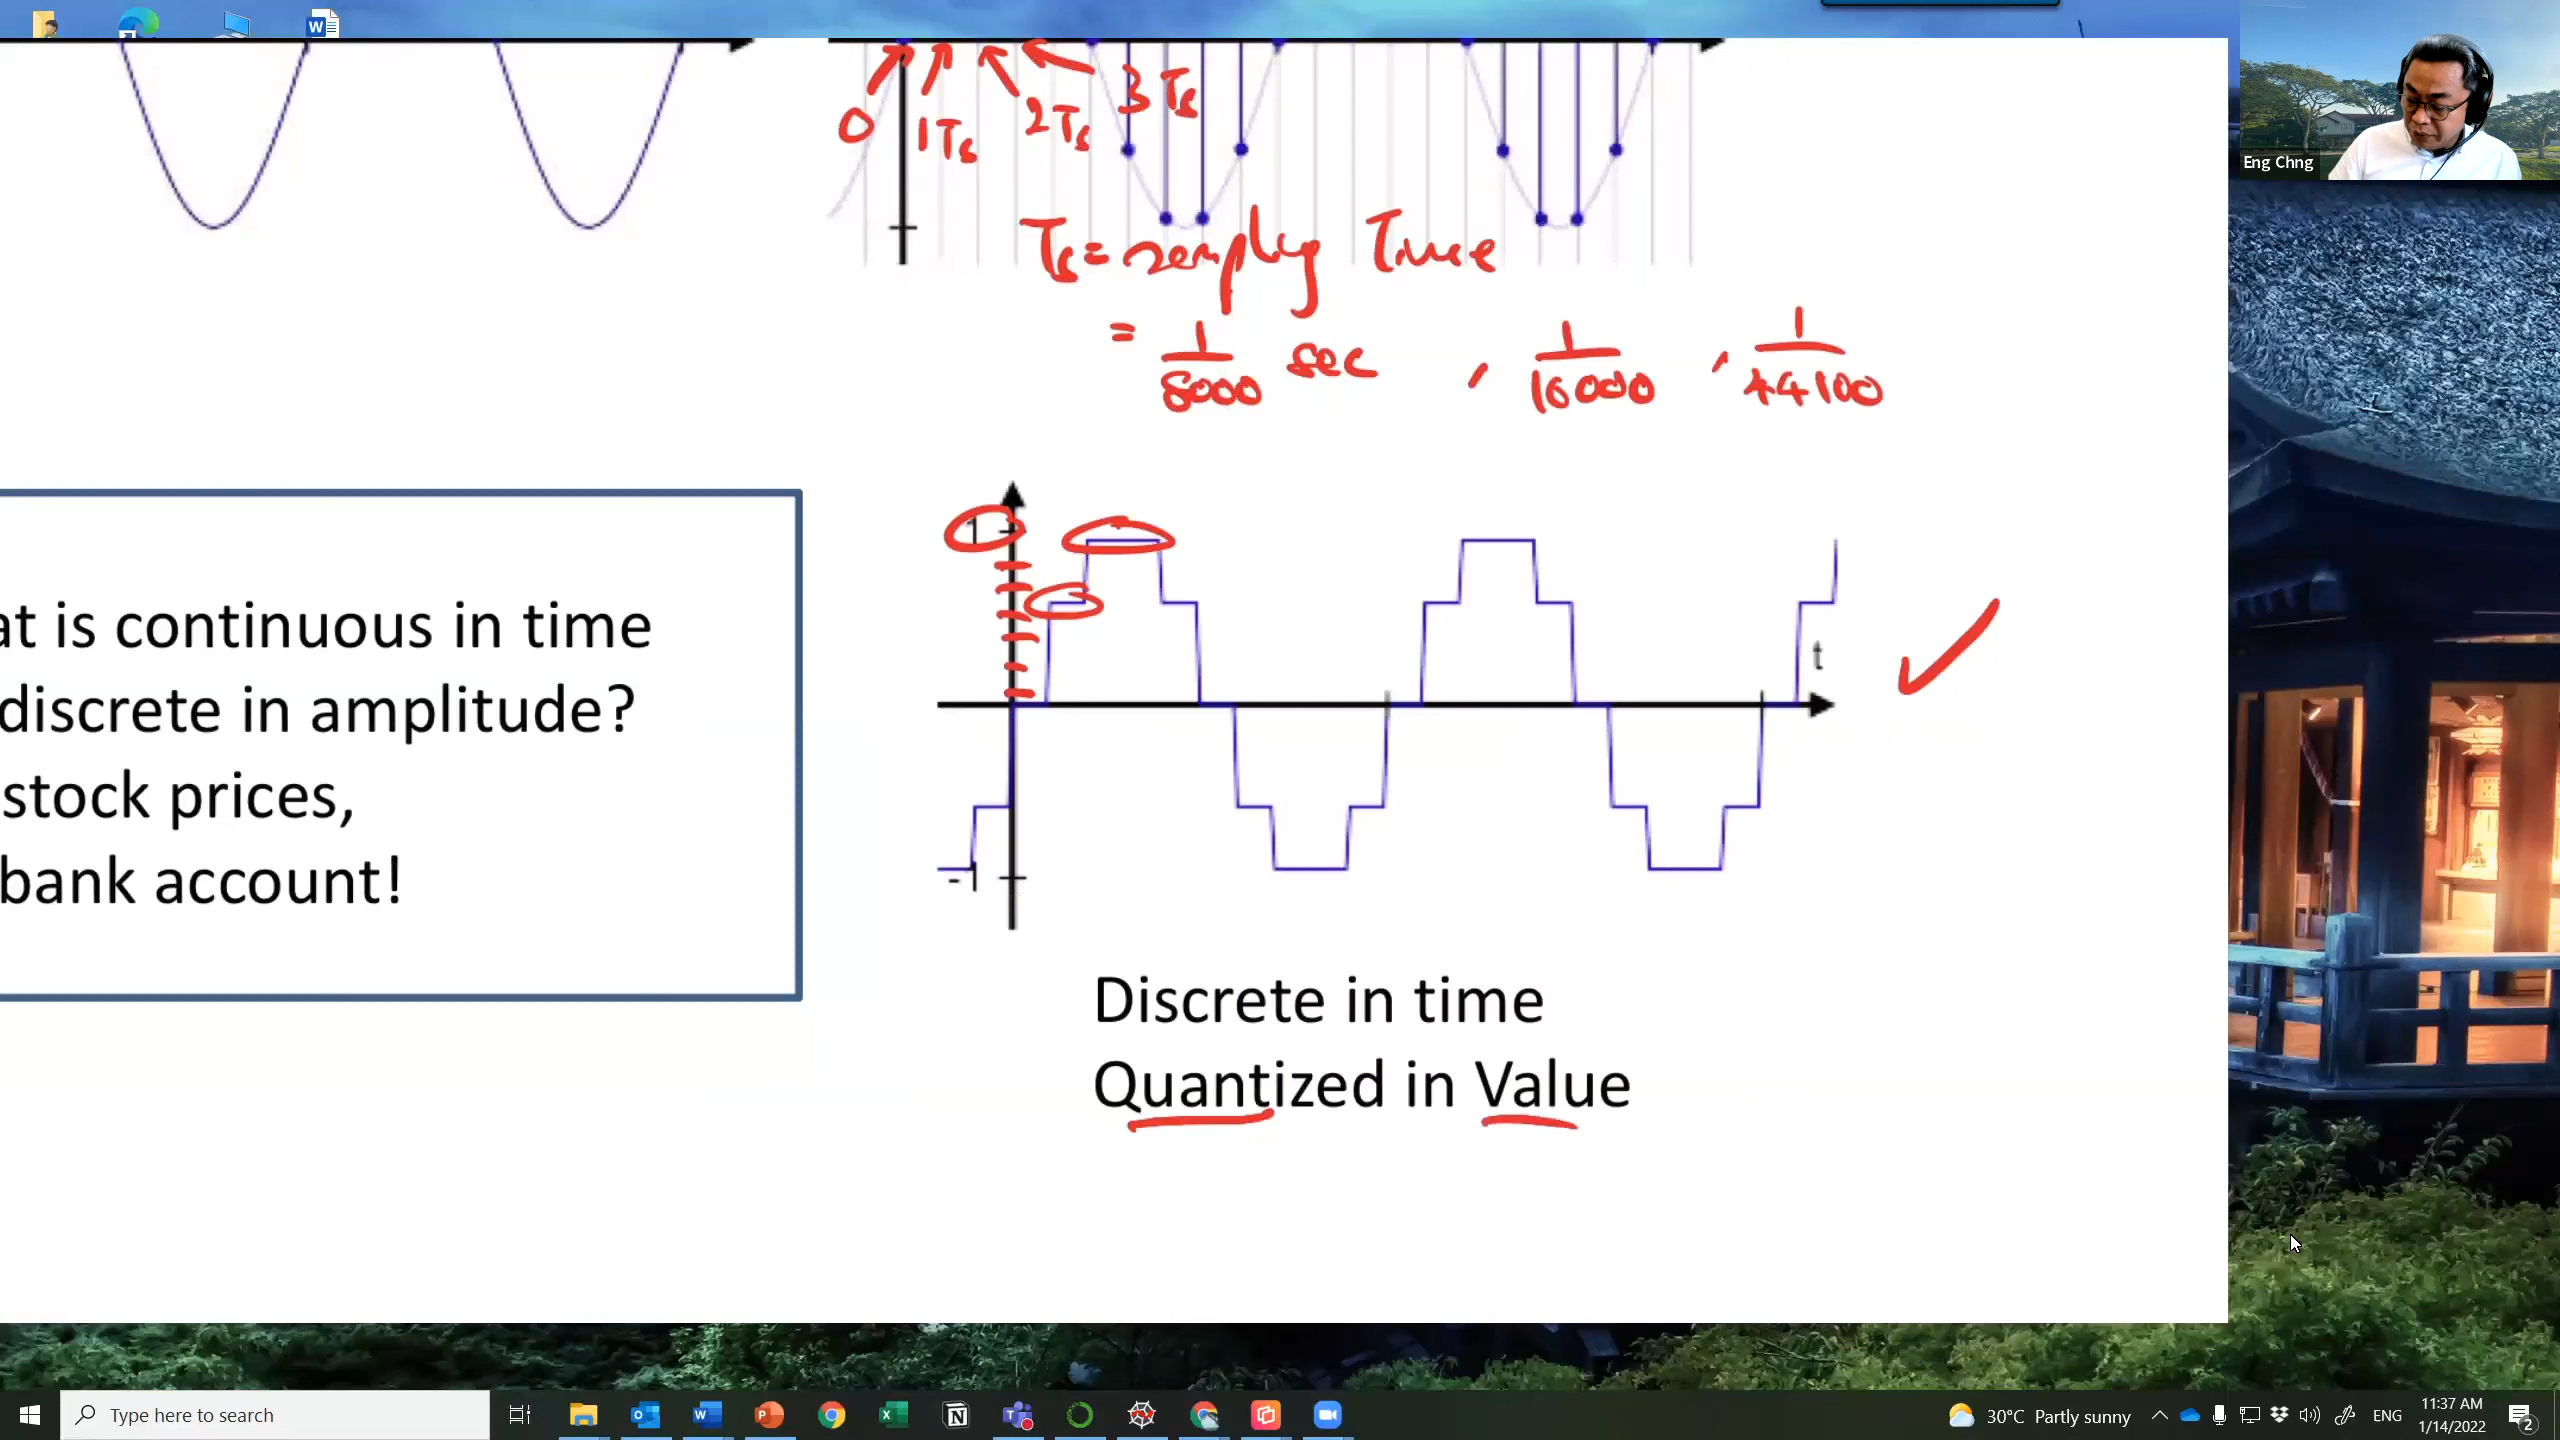 0
1Ts
2Ts
3Ts
Ts = sampling Time
= 1/8000 sec , 1/16000 , 1/44100
at is continuous in time
discrete in amplitude?
stock prices,
bank account!
1
t
-1
Discrete in time
Quantized in Value
Eng Chng
Type here to search
30°C Partly sunny
ENG
11:37 AM
1/14/2022
2